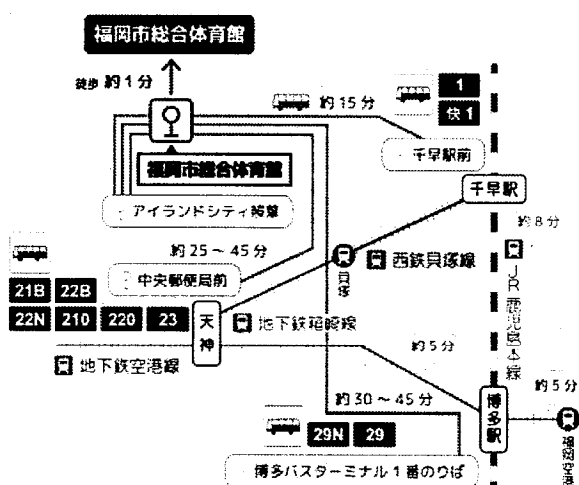 福岡市総合体育館
徒歩 約1分
約15分
1
快1
千早駅前
福岡市総合体育館
千早駅
アイランドシティ
約8分
約25～45分
西鉄貝塚線
貝塚
JR鹿児島本線
中央郵便局前
21B 22B
22N 210 220 23
天神
地下鉄箱崎線
地下鉄空港線
約5分
約5分
約30～45分
博多駅
福岡空港
29N 29
博多バスターミナル1番のりば